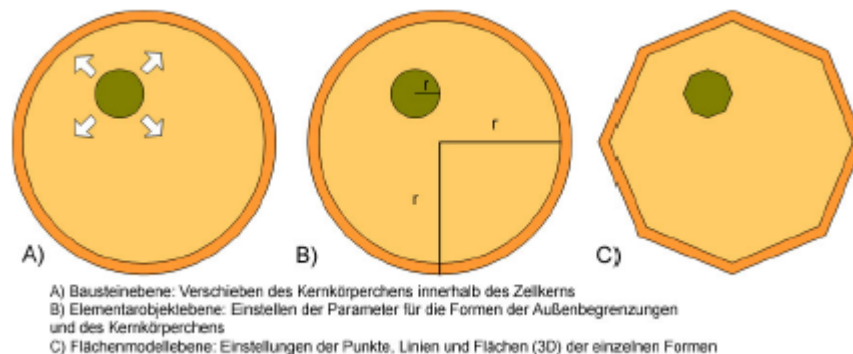 r
r
r
A)
B)
C)
A) Bausteinebene: Verschieben des Kernkörperchens innerhalb des Zellkerns
B) Elementarobjektebene: Einstellen der Parameter für die Formen der Außenbegrenzungen
und des Kernkörperchens
C) Flächenmodellebene: Einstellungen der Punkte, Linien und Flächen (3D) der einzelnen Formen